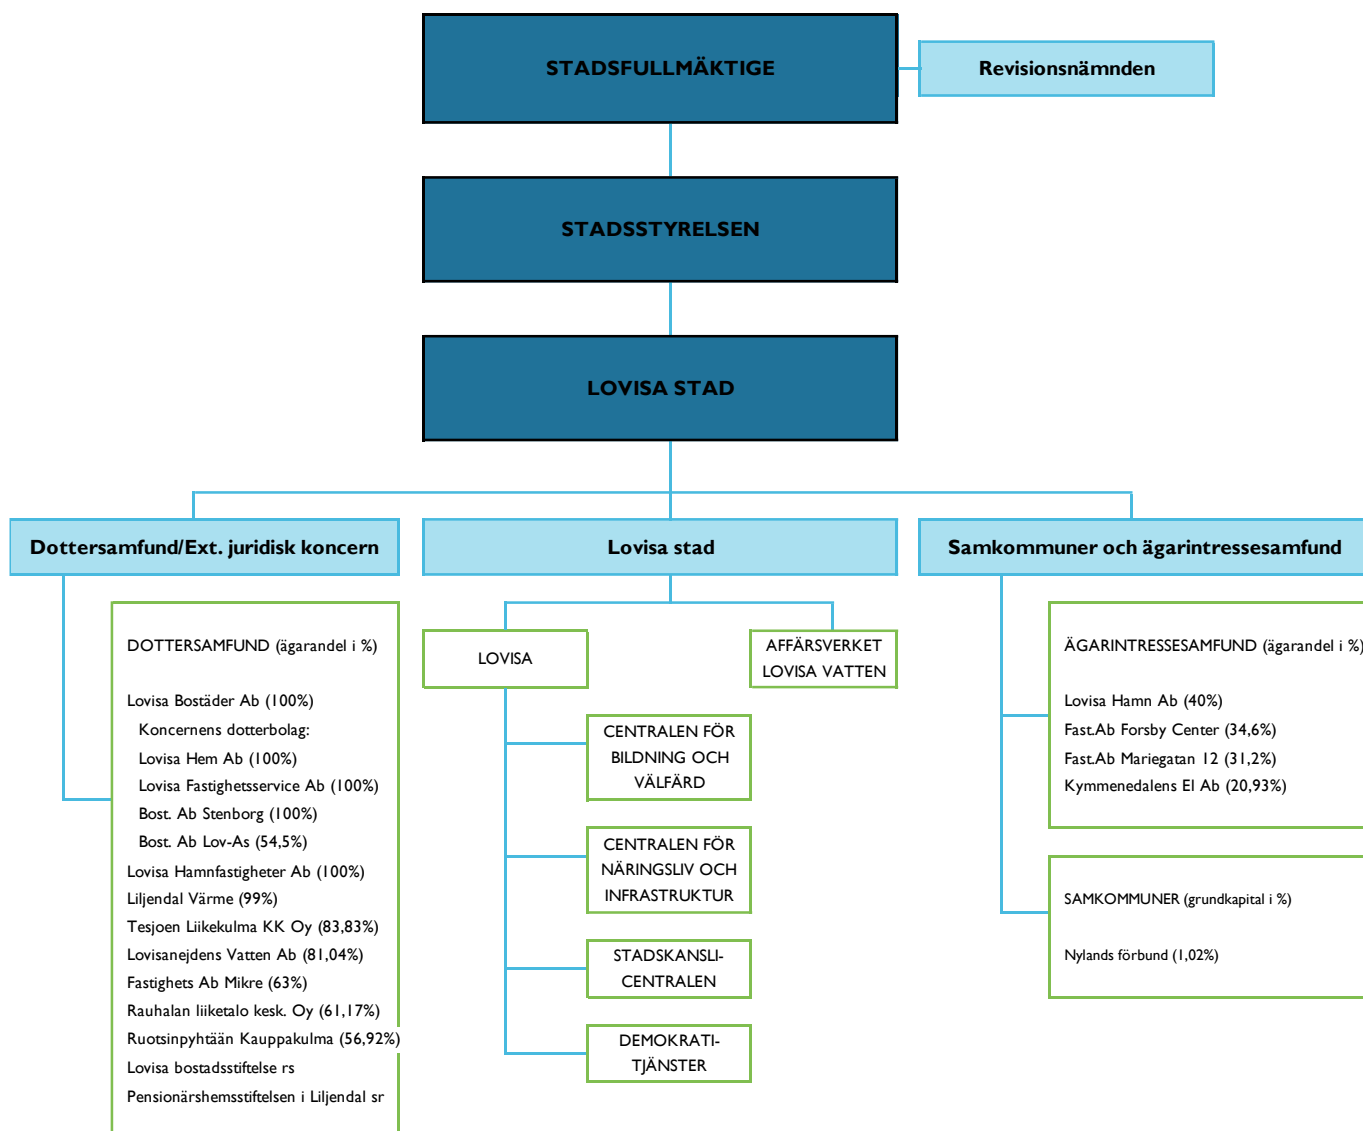 STADSFULLMÄKTIGE
Revisionsnämnden
STADSSTYRELSEN
LOVISA STAD
Dottersamfund/Ext. juridisk koncern
Lovisa stad
Samkommuner och ägarintressesamfund
DOTTERSAMFUND (ägarandel i %)
Lovisa Bostäder Ab (100%)
Koncernens dotterbolag:
Lovisa Hem Ab (100%)
Lovisa Fastighetsservice Ab (100%)
Bost. Ab Stenborg (100%)
Bost. Ab Lov-As (54,5%)
Lovisa Hamnfastigheter Ab (100%)
Liljendal Värme (99%)
Tesjoen Liikekulma KK Oy (83,83%)
Lovisanejdens Vatten Ab (81,04%)
Fastighets Ab Mikre (63%)
Rauhalan liiketalo kesk. Oy (61,17%)
Ruotsinpyhtään Kauppakulma (56,92%)
Lovisa bostadsstiftelse rs
Pensionärshemsstiftelsen i Liljendal sr
LOVISA
AFFÄRSVERKET
LOVISA VATTEN
CENTRALEN FÖR
BILDNING OCH
VÄLFÄRD
CENTRALEN FÖR
NÄRINGSLIV OCH
INFRASTRUKTUR
STADSKANSLI-
CENTRALEN
DEMOKRATI-
TJÄNSTER
ÄGARINTRESSESAMFUND (ägarandel i %)
Lovisa Hamn Ab (40%)
Fast.Ab Forsby Center (34,6%)
Fast.Ab Mariegatan 12 (31,2%)
Kymmenedalens El Ab (20,93%)
SAMKOMMUNER (grundkapital i %)
Nylands förbund (1,02%)